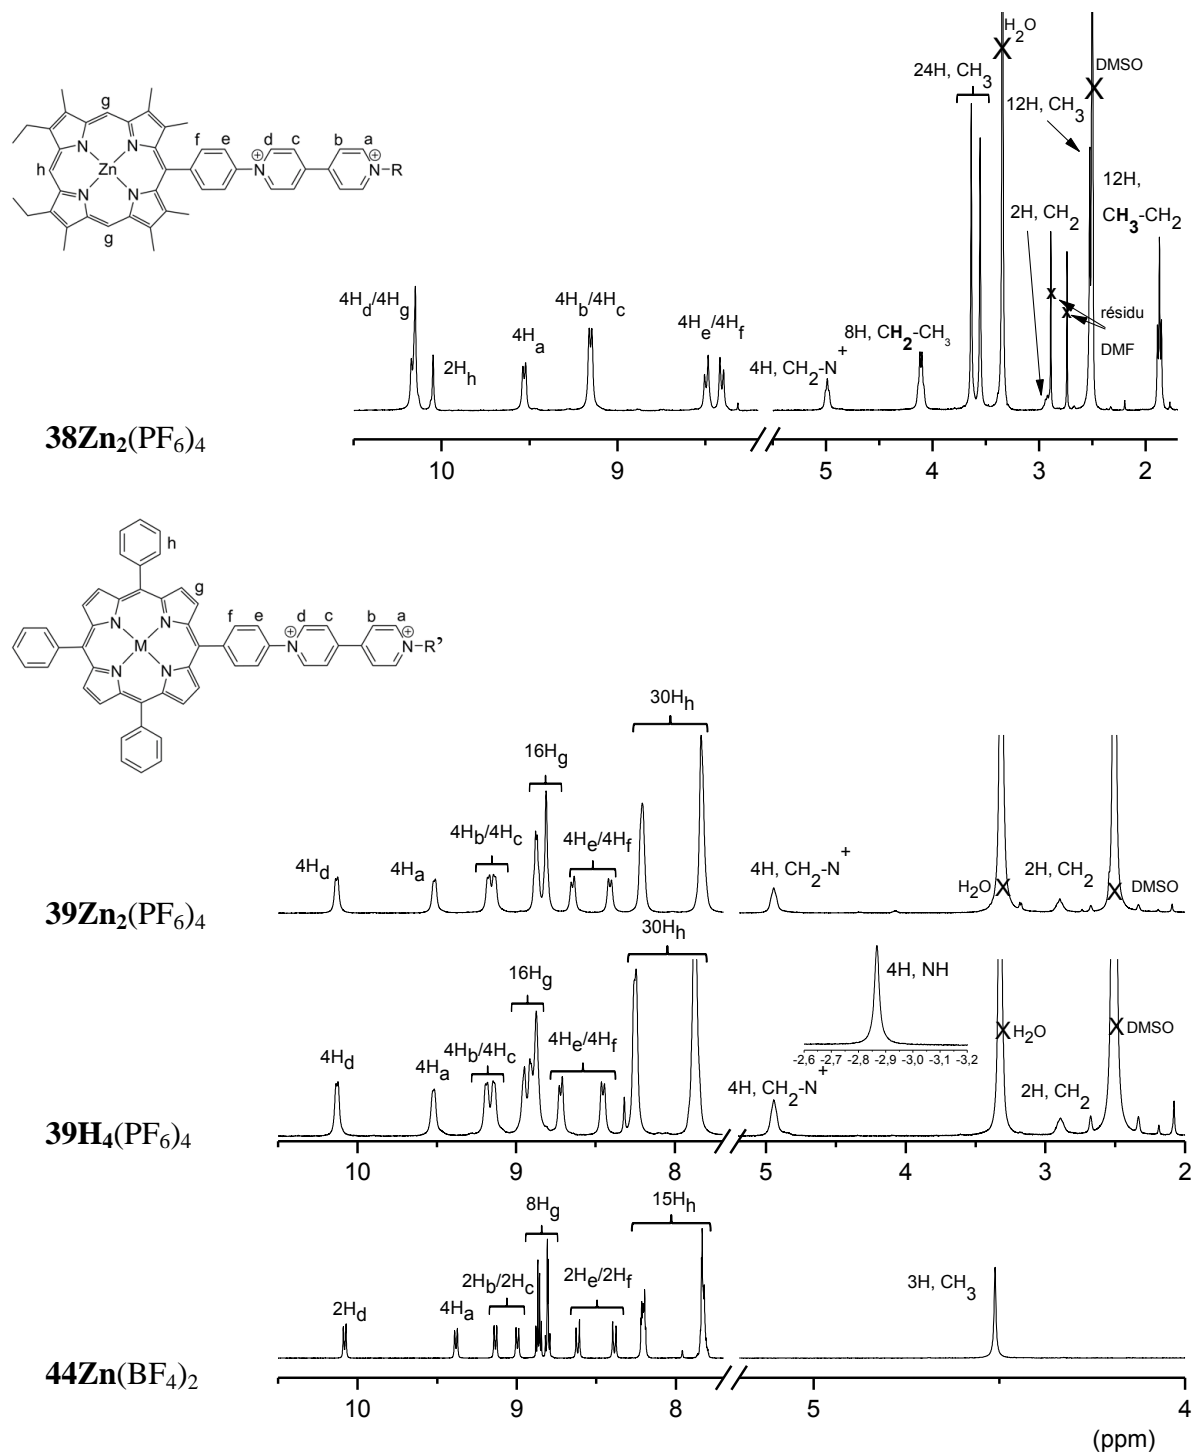 H2O
24H, CH3
DMSO
12H, CH3
12H,
CH3-CH2
2H, CH2
g
f e d c b a
N N Zn N N N N R
h
g
4Hd/4Hg
4Hb/4Hc
4He/4Hf
résidu
DMF
4Ha
2Hh
8H, CH2-CH3
4H, CH2-N+
38Zn2(PF6)4
10 9 5 4 3 2
h
g
f e d c b a
N N M N N N N R'
30Hh
16Hg
4Hb/4Hc
4He/4Hf
4Hd
4Ha
4H, CH2-N+
H2O
2H, CH2
DMSO
39Zn2(PF6)4
30Hh
16Hg
4H, NH
4Hb/4Hc
4He/4Hf
H2O
DMSO
4Hd
4Ha
-2,6 -2,7 -2,8 -2,9 -3,0 -3,1 -3,2
4H, CH2-N+
2H, CH2
39H4(PF6)4
10 9 8 5 4 3 2
8Hg
15Hh
2Hb/2Hc
2He/2Hf
3H, CH3
2Hd
4Ha
44Zn(BF4)2
10 9 8 5 4
(ppm)